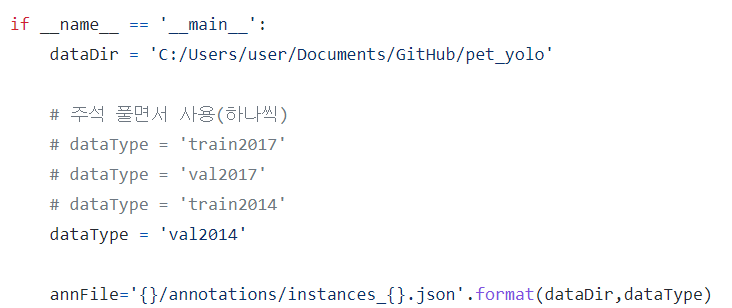 if __name__ == '__main__':
    dataDir = 'C:/Users/user/Documents/GitHub/pet_yolo'
    # 주석 풀면서 사용(하나씩)
    # dataType = 'train2017'
    # dataType = 'val2017'
    # dataType = 'train2014'
    dataType = 'val2014'
    annFile='{}/annotations/instances_{}.json'.format(dataDir,dataType)